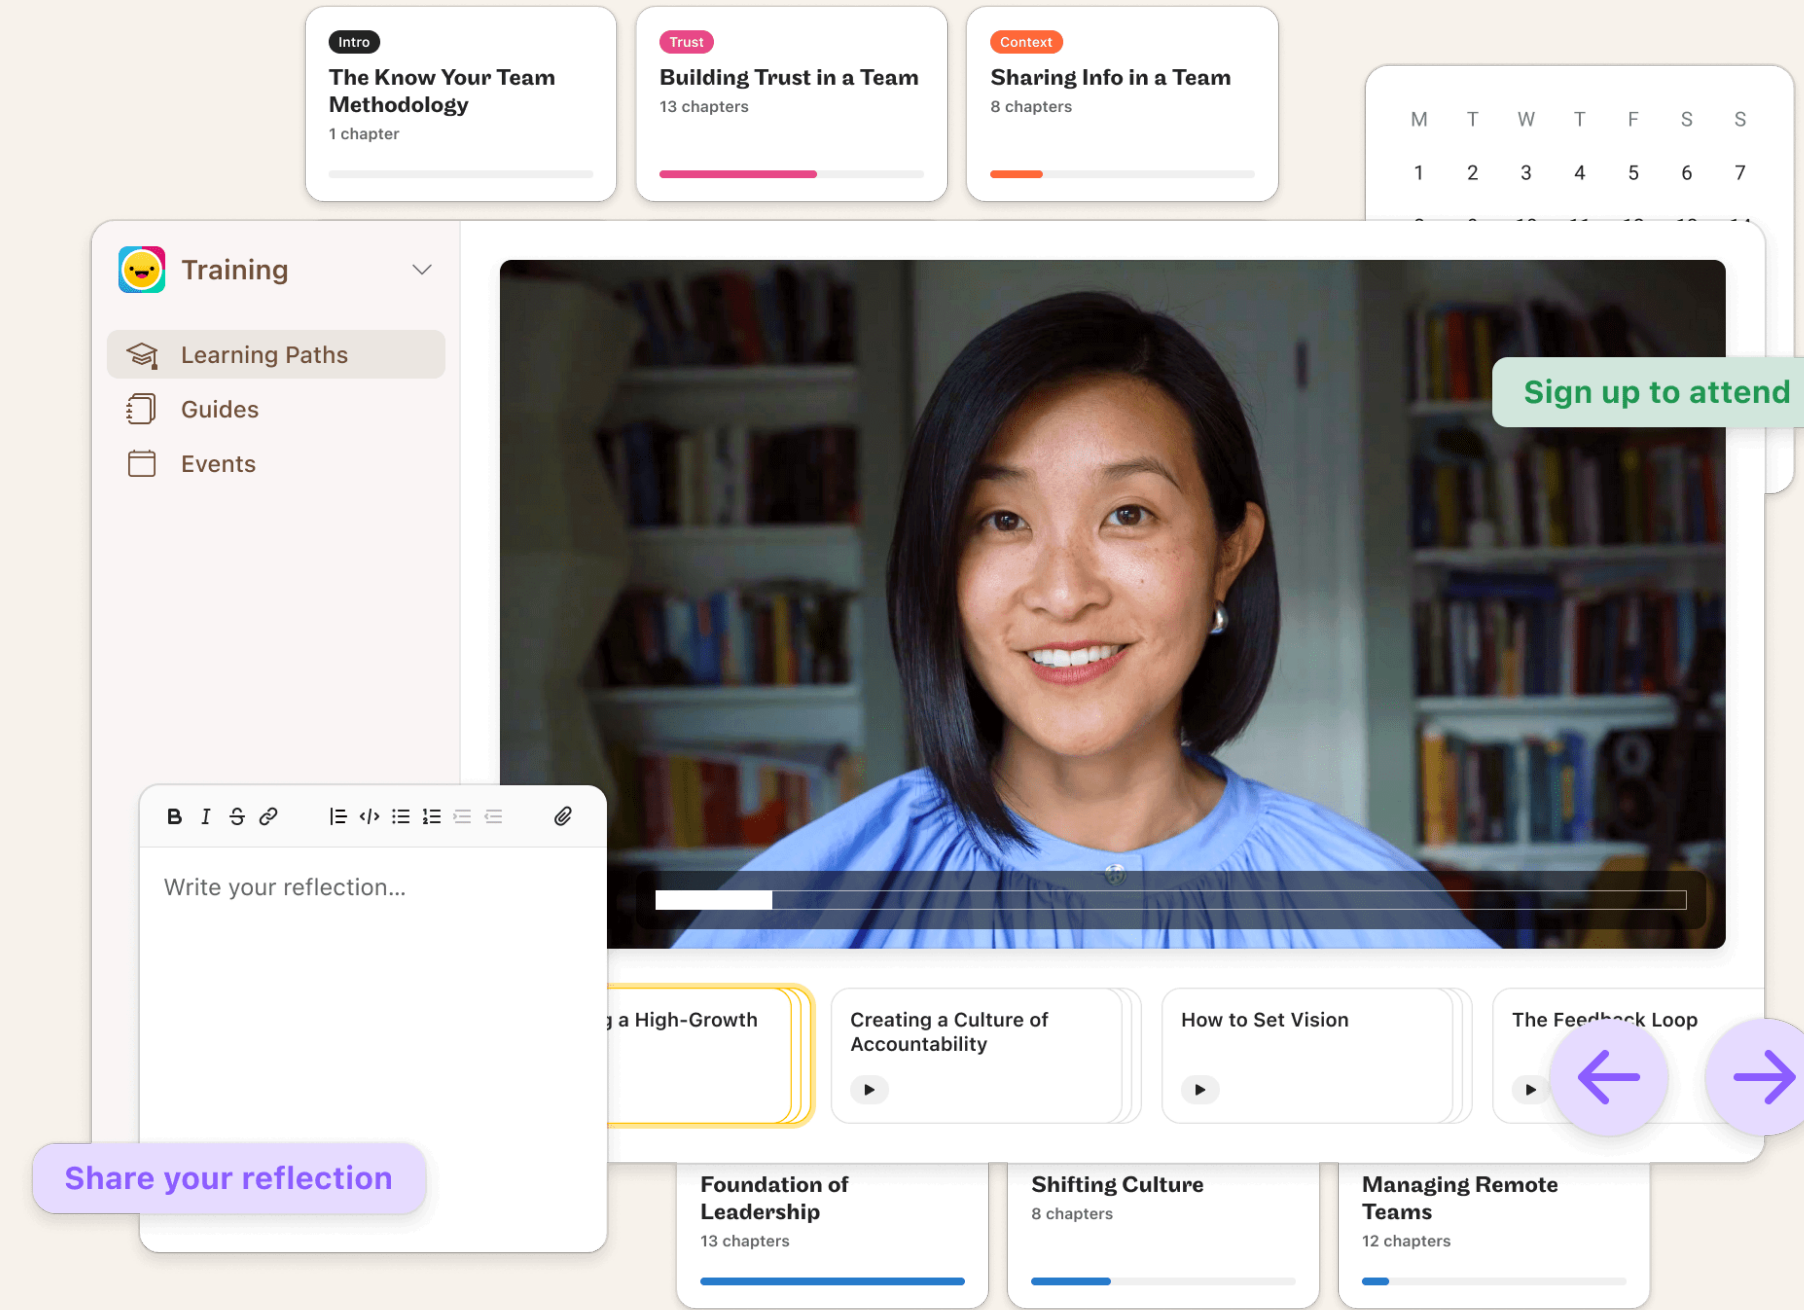 Intro
The Know Your Team
Methodology
1 chapter
Trust
Building Trust in a Team
13 chapters
Context
Sharing Info in a Team
8 chapters
M T W T F S S
1 2 3 4 5 6 7
Training
Learning Paths
Guides
Events
Sign up to attend
B I S
Write your reflection...
Share your reflection
g a High-Growth
Creating a Culture of
Accountability
How to Set Vision
The Feedback Loop
Foundation of
Leadership
13 chapters
Shifting Culture
8 chapters
Managing Remote
Teams
12 chapters